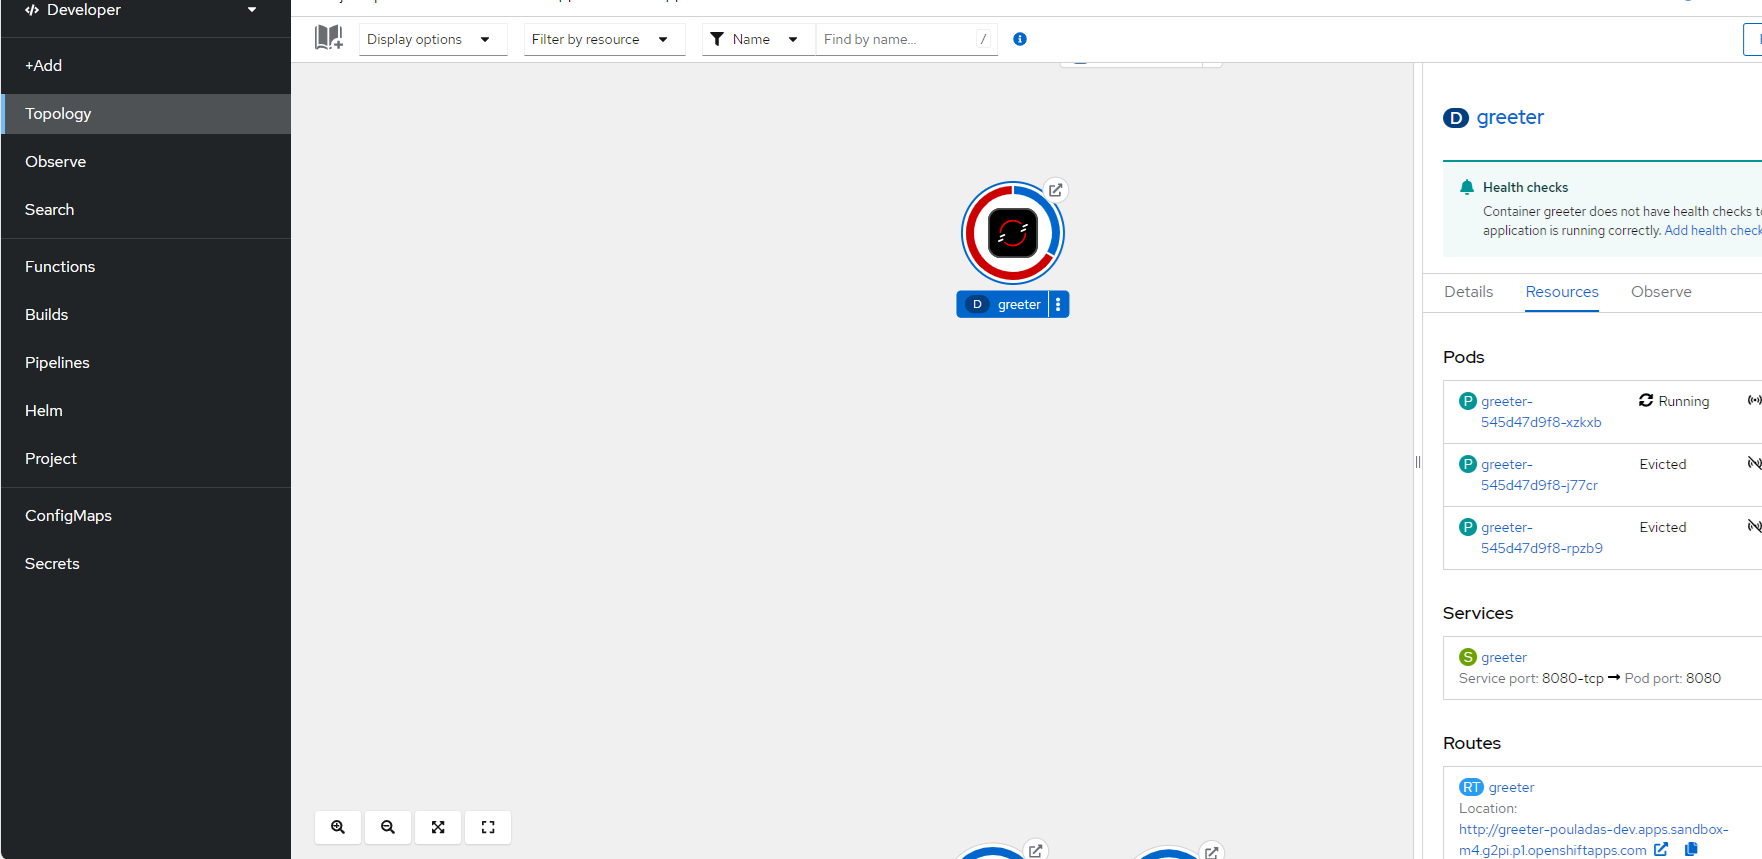 Developer
+Add
Topology
Observe
Search
Functions
Builds
Pipelines
Helm
Project
ConfigMaps
Secrets
Display options
Filter by resource
Name
Find by name...
/
D greeter
D greeter
Health checks
Container greeter does not have health checks
application is running correctly. Add health check
Details
Resources
Observe
Pods
P greeter-
545d47d9f8-xzkxb
Running
P greeter-
545d47d9f8-j77cr
Evicted
P greeter-
545d47d9f8-rpzb9
Evicted
Services
S greeter
Service port: 8080-tcp → Pod port: 8080
Routes
RT greeter
Location:
http://greeter-pouladas-dev.apps.sandbox-
m4.g2pi.p1.openshiftapps.com